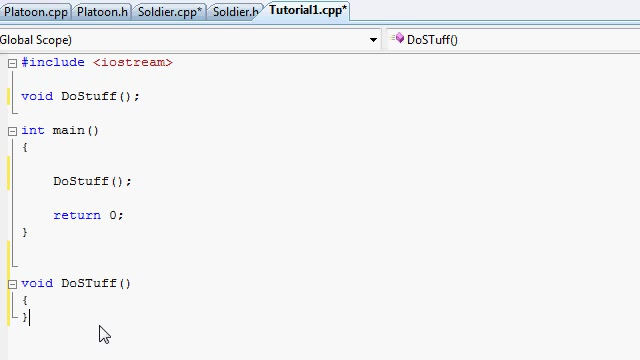 Platoon.cpp Platoon.h Soldier.cpp* Soldier.h Tutorial1.cpp*
Global Scope) DoSTuff()
#include <iostream>
void DoStuff();
int main()
{
DoStuff();
return 0;
}
void DoSTuff()
{
}